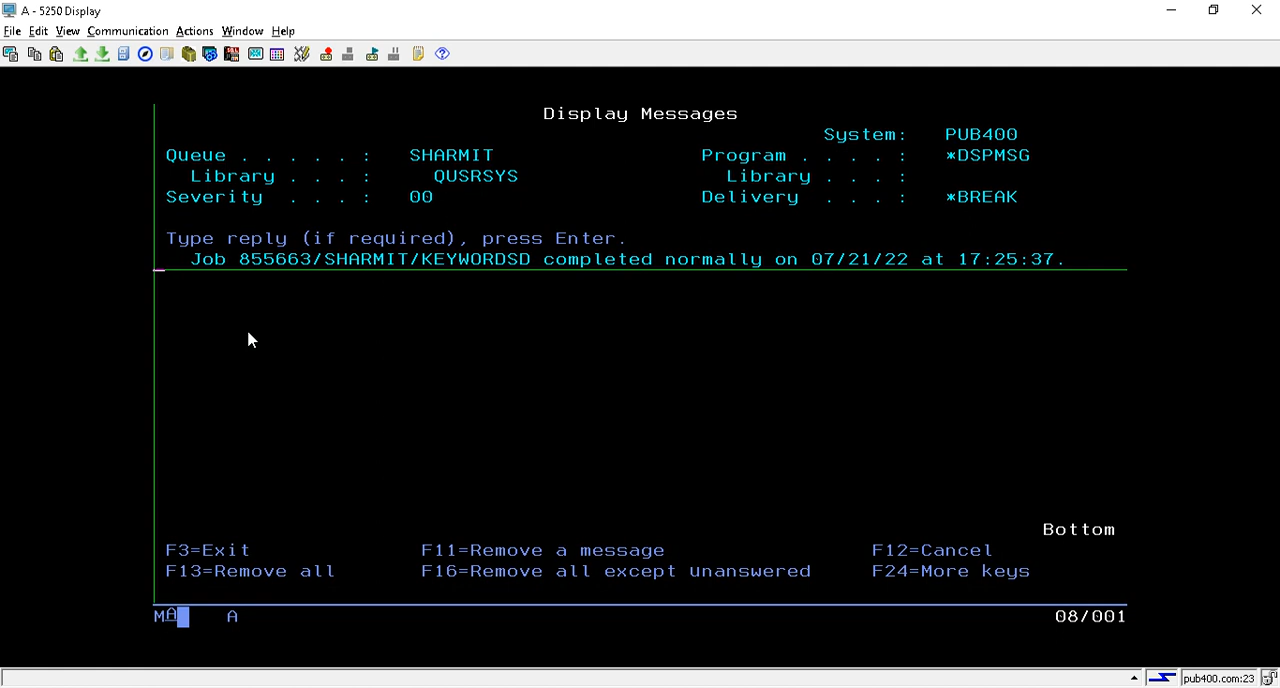 A - 5250 Display
File Edit View Communication Actions Window Help
Display Messages
System: PUB400
Queue . . . . . : SHARMIT Program . . . . : *DSPMSG
Library . . . : QUSRSYS Library . . . :
Severity . . . : 00 Delivery . . . : *BREAK
Type reply (if required), press Enter.
Job 855663/SHARMIT/KEYWORDSD completed normally on 07/21/22 at 17:25:37.
Bottom
F3=Exit F11=Remove a message F12=Cancel
F13=Remove all F16=Remove all except unanswered F24=More keys
MA A 08/001
pub400.com:23